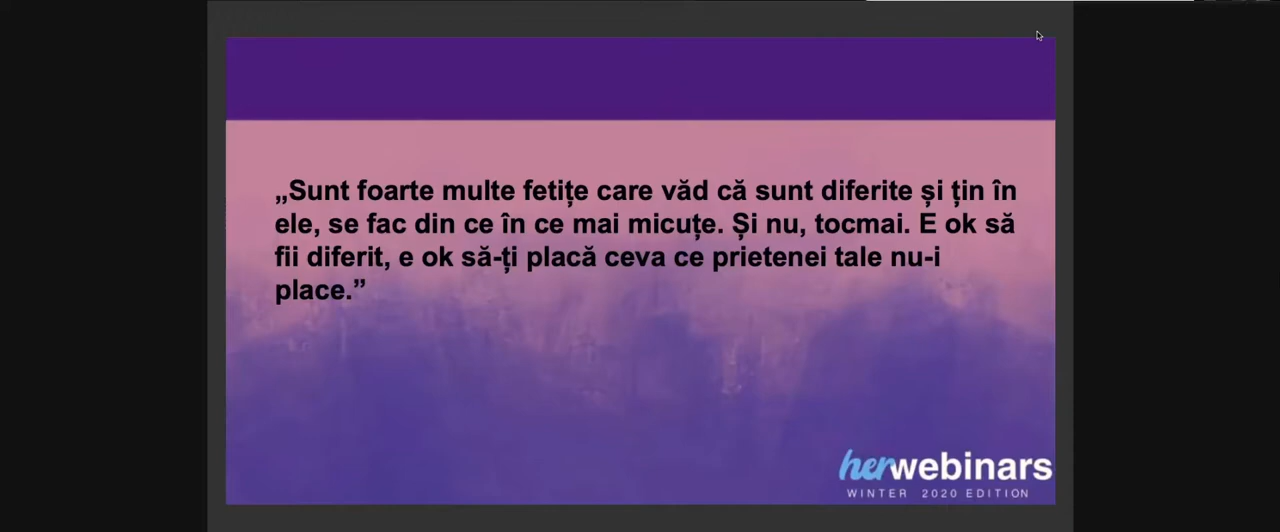 „Sunt foarte multe fetițe care văd că sunt diferite și țin în
ele, se fac din ce în ce mai micuțe. Și nu, tocmai. E ok să
fii diferit, e ok să-ți placă ceva ce prietenei tale nu-i
place.”
herwebinars
WINTER 2020 EDITION